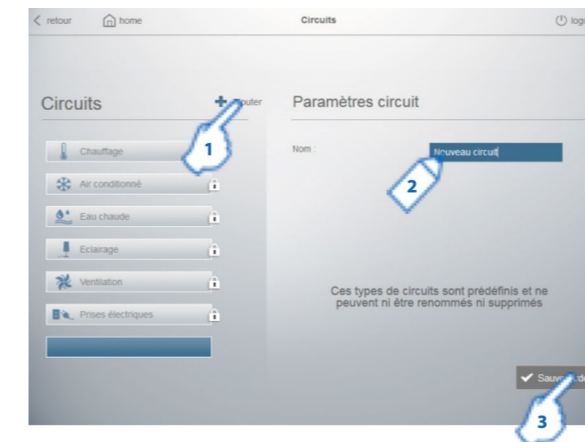 retour
home
Circuits
Circuits
Paramètres circuit
1
Chauffage
Nom :
Nouveau circuit
2
Air conditionné
Eau chaude
Eclairage
Ventilation
Ces types de circuits sont prédéfinis et ne
peuvent ni être renommés ni supprimés
Prises électriques
3